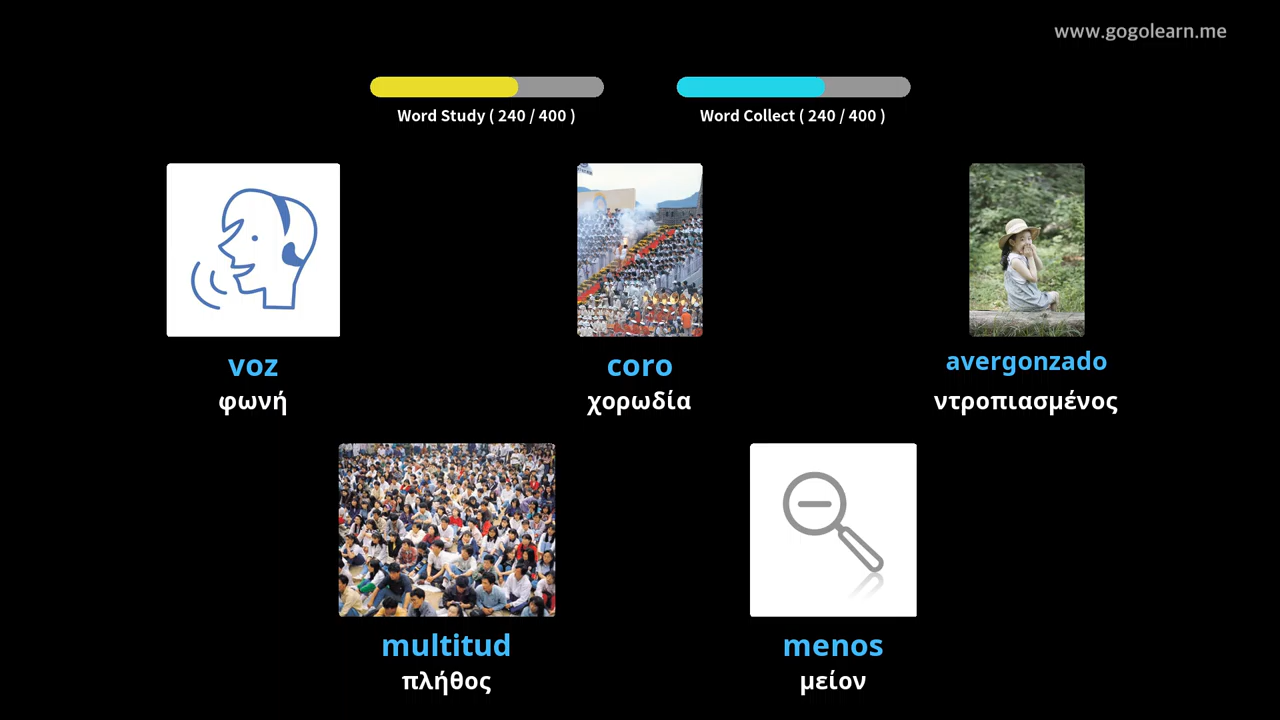 www.gogolearn.me
Word Study ( 240 / 400 )
Word Collect ( 240 / 400 )
voz
φωνή
coro
χορωδία
avergonzado
ντροπιασμένος
multitud
πλήθος
menos
μείον